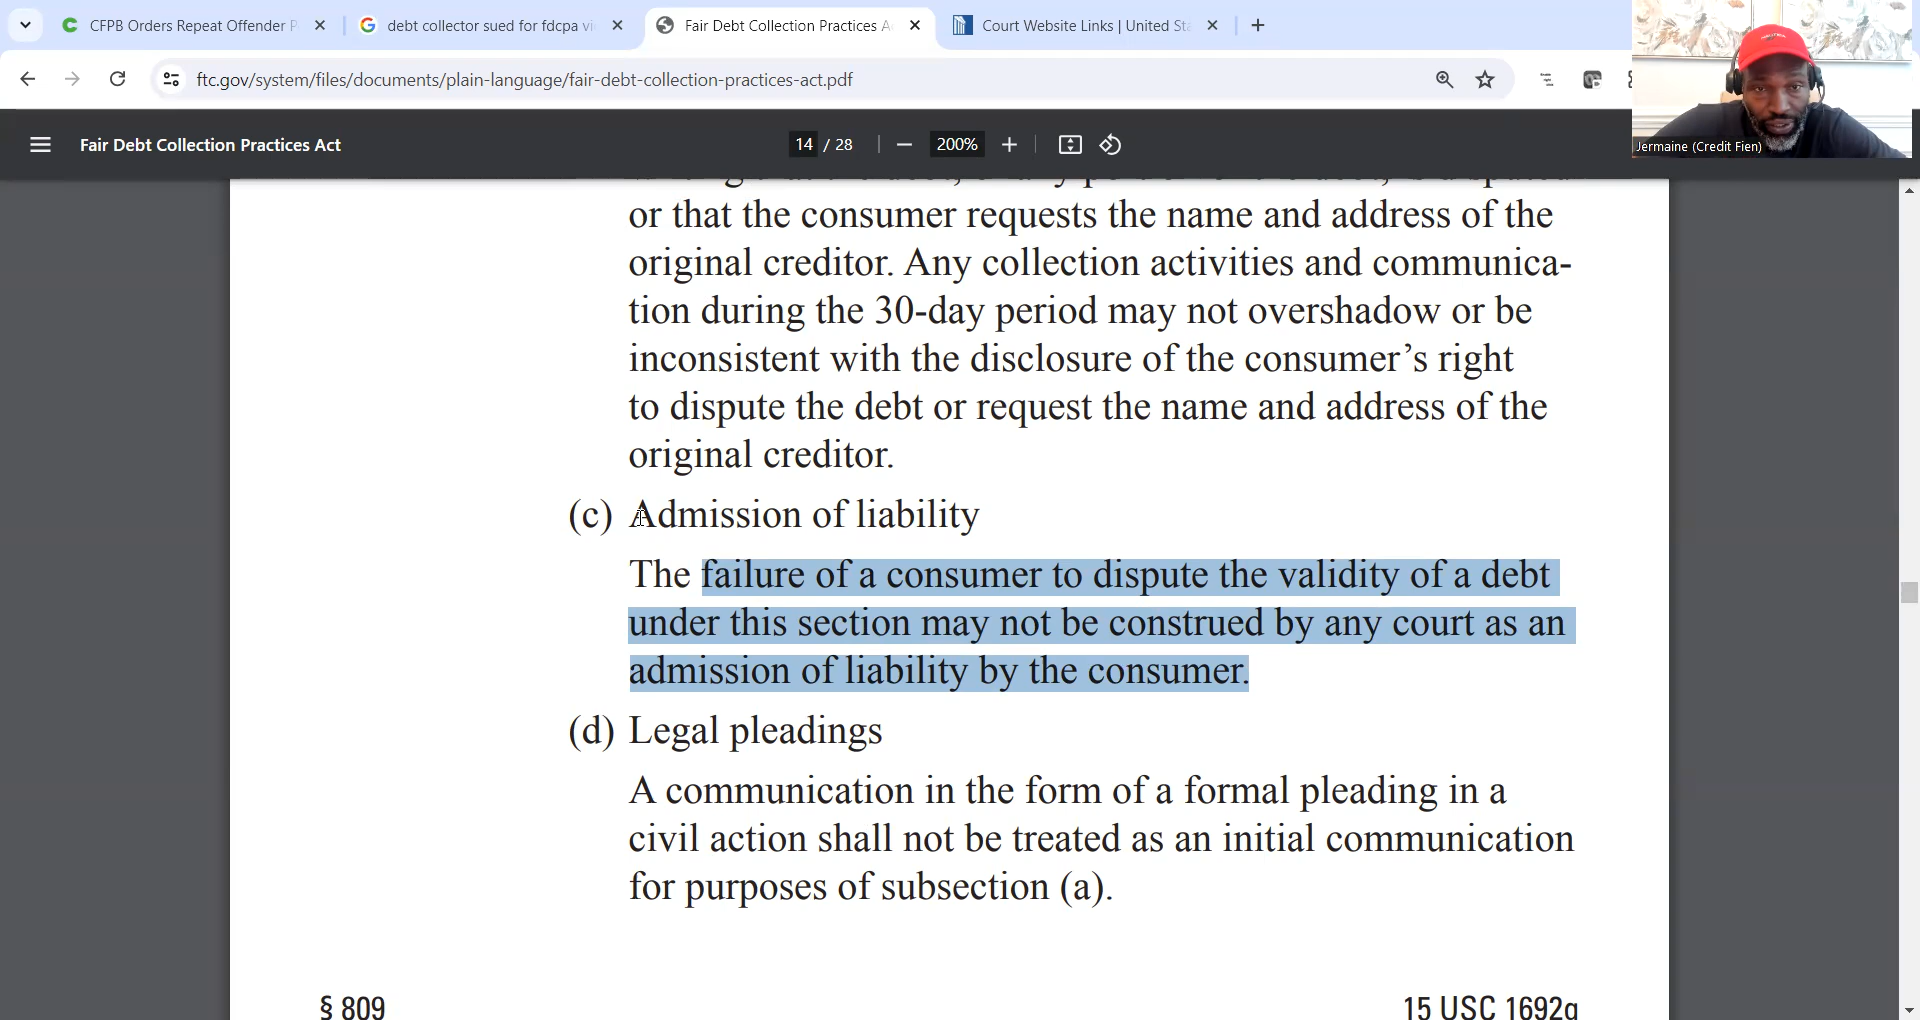 CFPB Orders Repeat Offender P
debt collector sued for fdcpa vi
Fair Debt Collection Practices A
Court Website Links | United Sta
ftc.gov/system/files/documents/plain-language/fair-debt-collection-practices-act.pdf
Jermaine (Credit Fien)
Fair Debt Collection Practices Act
14 / 28
200%
or that the consumer requests the name and address of the
original creditor. Any collection activities and communica-
tion during the 30-day period may not overshadow or be
inconsistent with the disclosure of the consumer’s right
to dispute the debt or request the name and address of the
original creditor.
(c) Admission of liability
The failure of a consumer to dispute the validity of a debt
under this section may not be construed by any court as an
admission of liability by the consumer.
(d) Legal pleadings
A communication in the form of a formal pleading in a
civil action shall not be treated as an initial communication
for purposes of subsection (a).
§ 809
15 USC 1692g